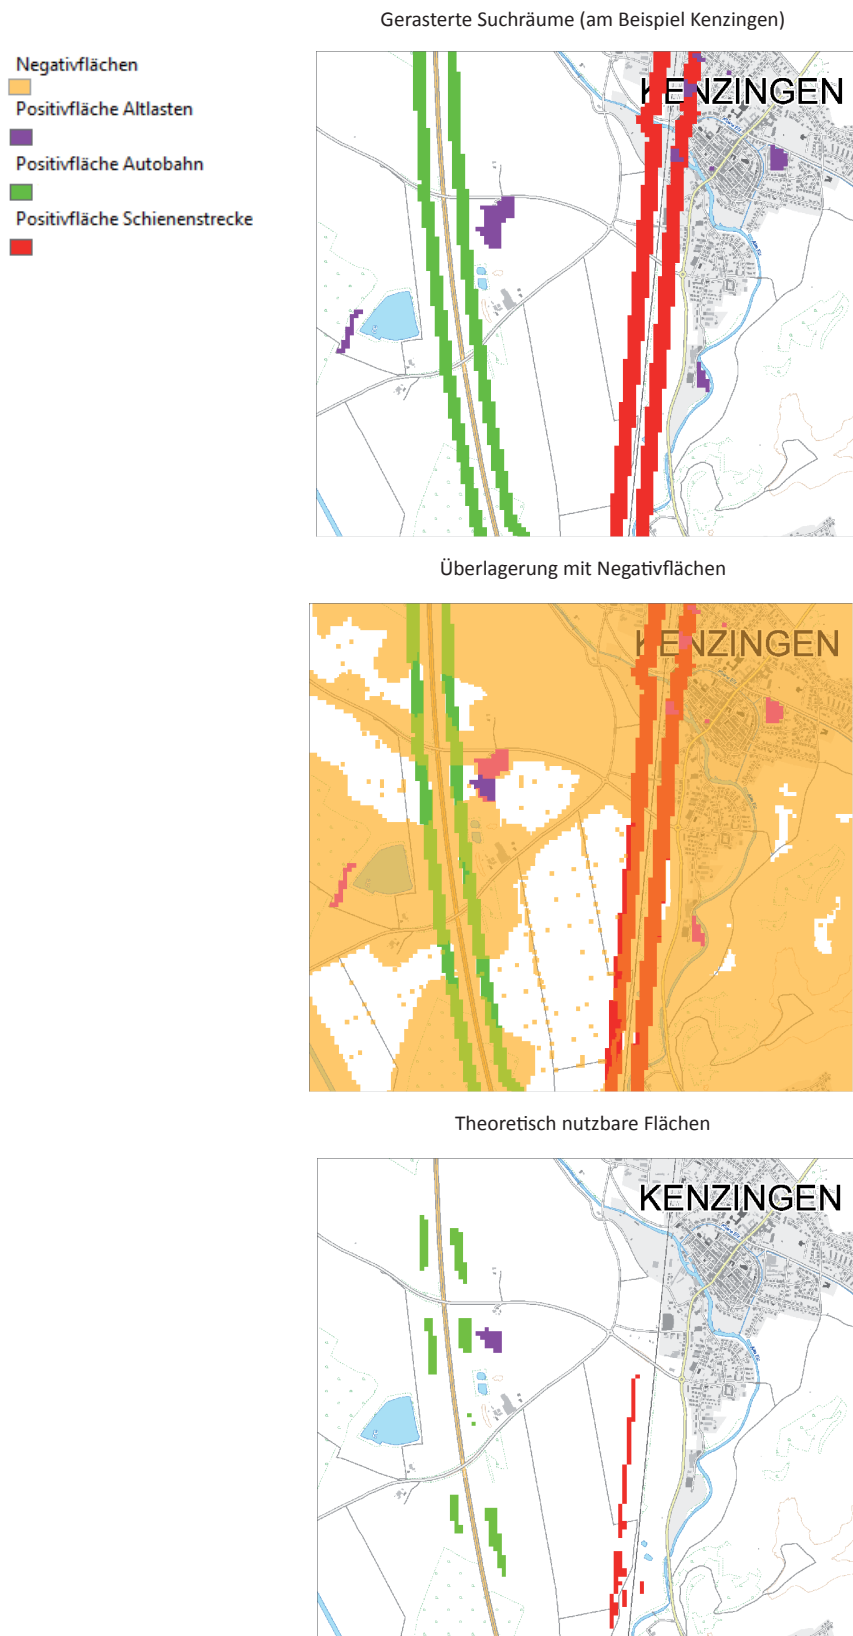 Gerasterte Suchräume (am Beispiel Kenzingen)
Negativflächen
Positivfläche Altlasten
Positivfläche Autobahn
Positivfläche Schienenstrecke
KENZINGEN
Überlagerung mit Negativflächen
KENZINGEN
Theoretisch nutzbare Flächen
KENZINGEN